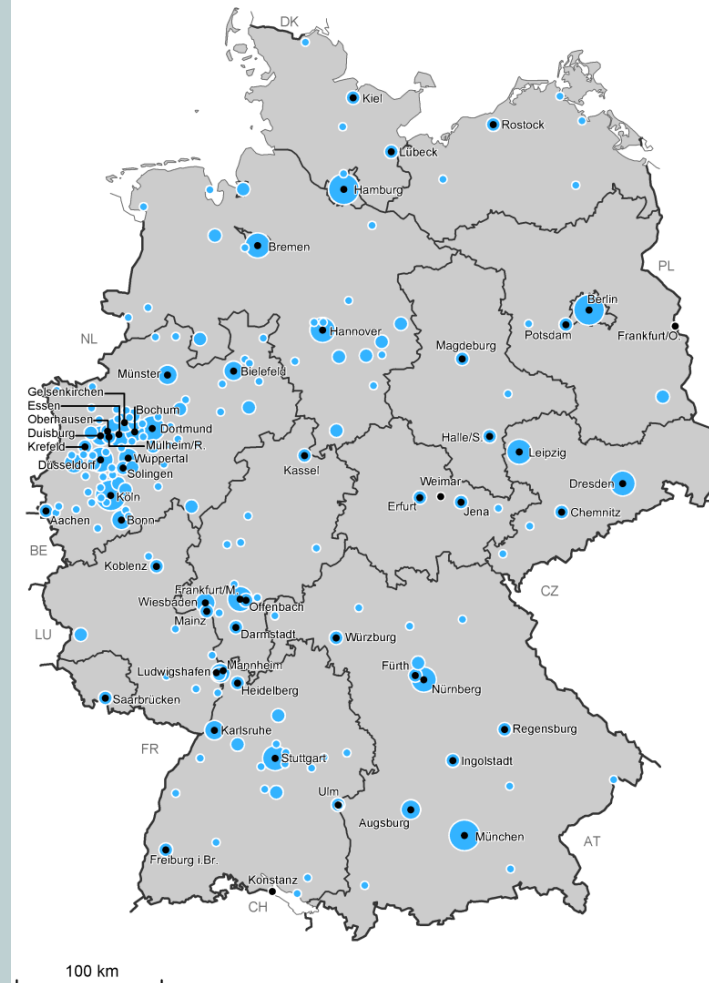 DK
Kiel
Rostock
Lübeck
Hamburg
Bremen
PL
Berlin
Hannover
Potsdam
Frankfurt/O.
NL
Magdeburg
Münster
Bielefeld
Gelsenkirchen
Essen
Bochum
Oberhausen
Dortmund
Duisburg
Mülheim/R.
Krefeld
Halle/S.
Leipzig
Wuppertal
Düsseldorf
Solingen
Kassel
Weimar
Dresden
Köln
Erfurt
Jena
Chemnitz
Aachen
Bonn
BE
Koblenz
CZ
Frankfurt/M.
Wiesbaden
Offenbach
Mainz
LU
Darmstadt
Würzburg
Mannheim
Fürth
Ludwigshafen
Heidelberg
Nürnberg
Saarbrücken
Karlsruhe
Regensburg
FR
Stuttgart
Ingolstadt
Ulm
Augsburg
München
AT
Freiburg i.Br.
Konstanz
CH
100 km